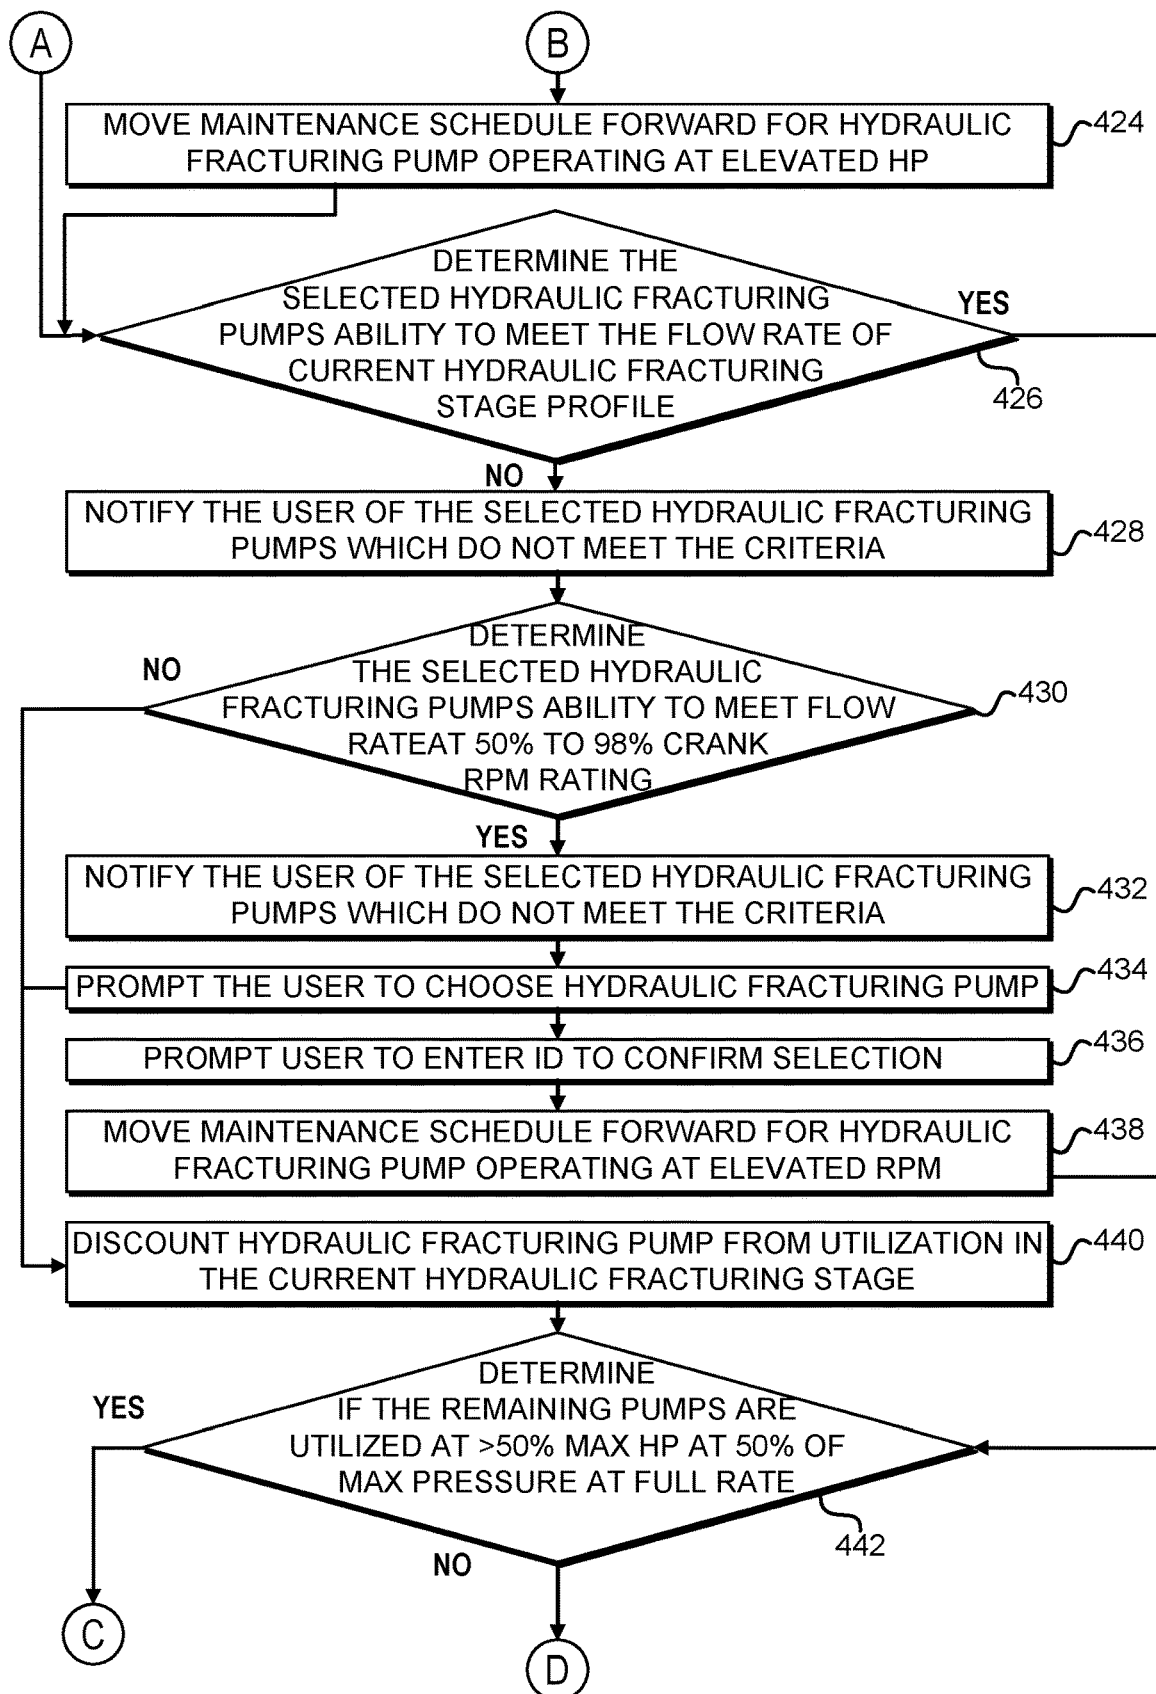 A
B
MOVE MAINTENANCE SCHEDULE FORWARD FOR HYDRAULIC
FRACTURING PUMP OPERATING AT ELEVATED HP
424
DETERMINE THE
SELECTED HYDRAULIC FRACTURING
PUMPS ABILITY TO MEET THE FLOW RATE OF
CURRENT HYDRAULIC FRACTURING
STAGE PROFILE
YES
426
NO
NOTIFY THE USER OF THE SELECTED HYDRAULIC FRACTURING
PUMPS WHICH DO NOT MEET THE CRITERIA
428
DETERMINE
THE SELECTED HYDRAULIC
FRACTURING PUMPS ABILITY TO MEET FLOW
RATEAT 50% TO 98% CRANK
RPM RATING
NO
430
YES
NOTIFY THE USER OF THE SELECTED HYDRAULIC FRACTURING
PUMPS WHICH DO NOT MEET THE CRITERIA
432
PROMPT THE USER TO CHOOSE HYDRAULIC FRACTURING PUMP
434
PROMPT USER TO ENTER ID TO CONFIRM SELECTION
436
MOVE MAINTENANCE SCHEDULE FORWARD FOR HYDRAULIC
FRACTURING PUMP OPERATING AT ELEVATED RPM
438
DISCOUNT HYDRAULIC FRACTURING PUMP FROM UTILIZATION IN
THE CURRENT HYDRAULIC FRACTURING STAGE
440
DETERMINE
IF THE REMAINING PUMPS ARE
UTILIZED AT >50% MAX HP AT 50% OF
MAX PRESSURE AT FULL RATE
YES
442
NO
C
D